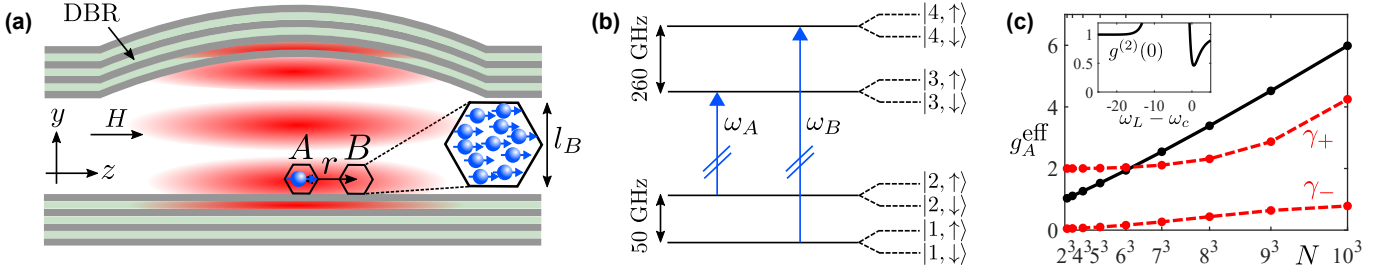 (a)
DBR
y
H
z
A
B
r
l_B
(b)
260 GHz
50 GHz
ω_A
ω_B
|4, ↑⟩
|4, ↓⟩
|3, ↑⟩
|3, ↓⟩
|2, ↑⟩
|2, ↓⟩
|1, ↑⟩
|1, ↓⟩
(c)
6
4
2
0
g_A^eff
1
0.5
0
g^(2)(0)
-20 -10 0
ω_L − ω_c
γ_+
γ_−
2^3 4^3 5^3 6^3 7^3 8^3 9^3 N 10^3